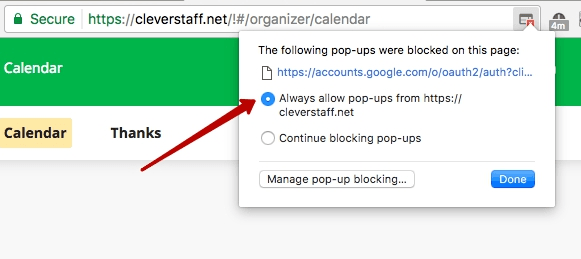 Secure https://cleverstaff.net/!#/organizer/calendar
4m
The following pop-ups were blocked on this page:
https://accounts.google.com/o/oauth2/auth?cli...
Calendar
Always allow pop-ups from https://
cleverstaff.net
Calendar Thanks
Continue blocking pop-ups
Manage pop-up blocking... Done